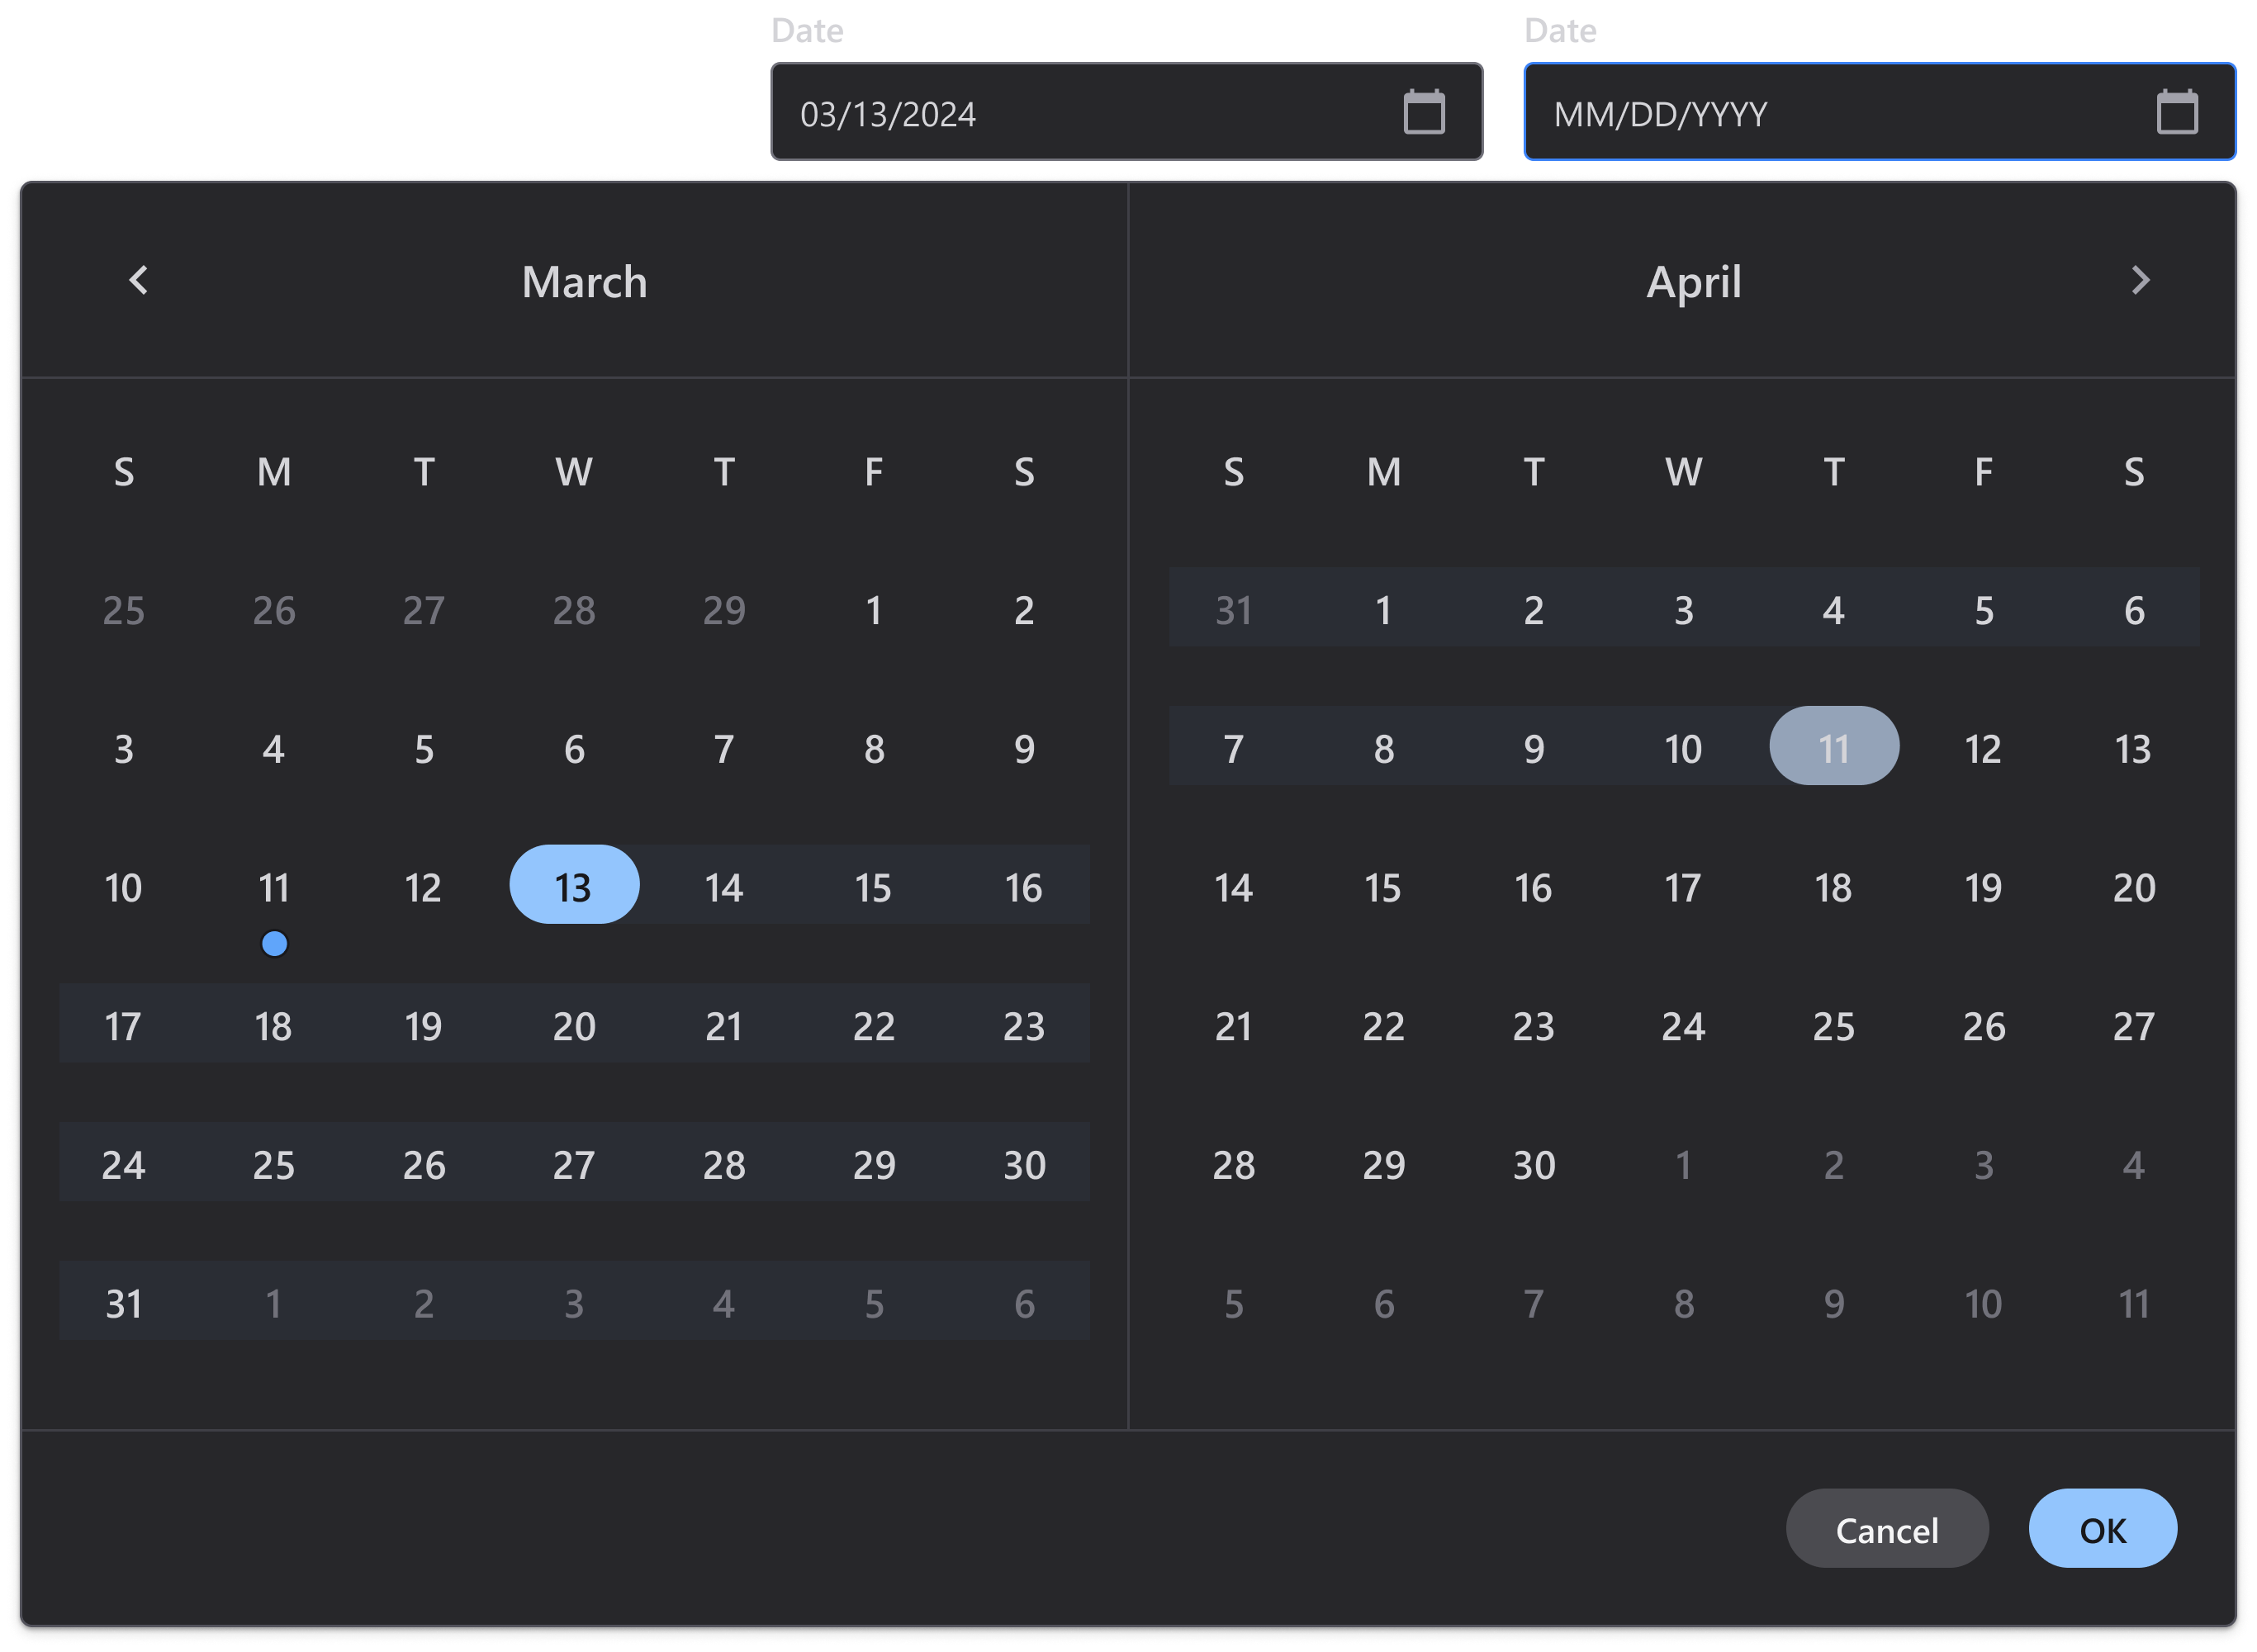 Date Date
03/13/2024 MM/DD/YYYY
March April
S M T W T F S S M T W T F S
25 26 27 28 29 1 2 31 1 2 3 4 5 6
3 4 5 6 7 8 9 7 8 9 10 11 12 13
10 11 12 13 14 15 16 14 15 16 17 18 19 20
17 18 19 20 21 22 23 21 22 23 24 25 26 27
24 25 26 27 28 29 30 28 29 30 1 2 3 4
31 1 2 3 4 5 6 5 6 7 8 9 10 11
Cancel OK